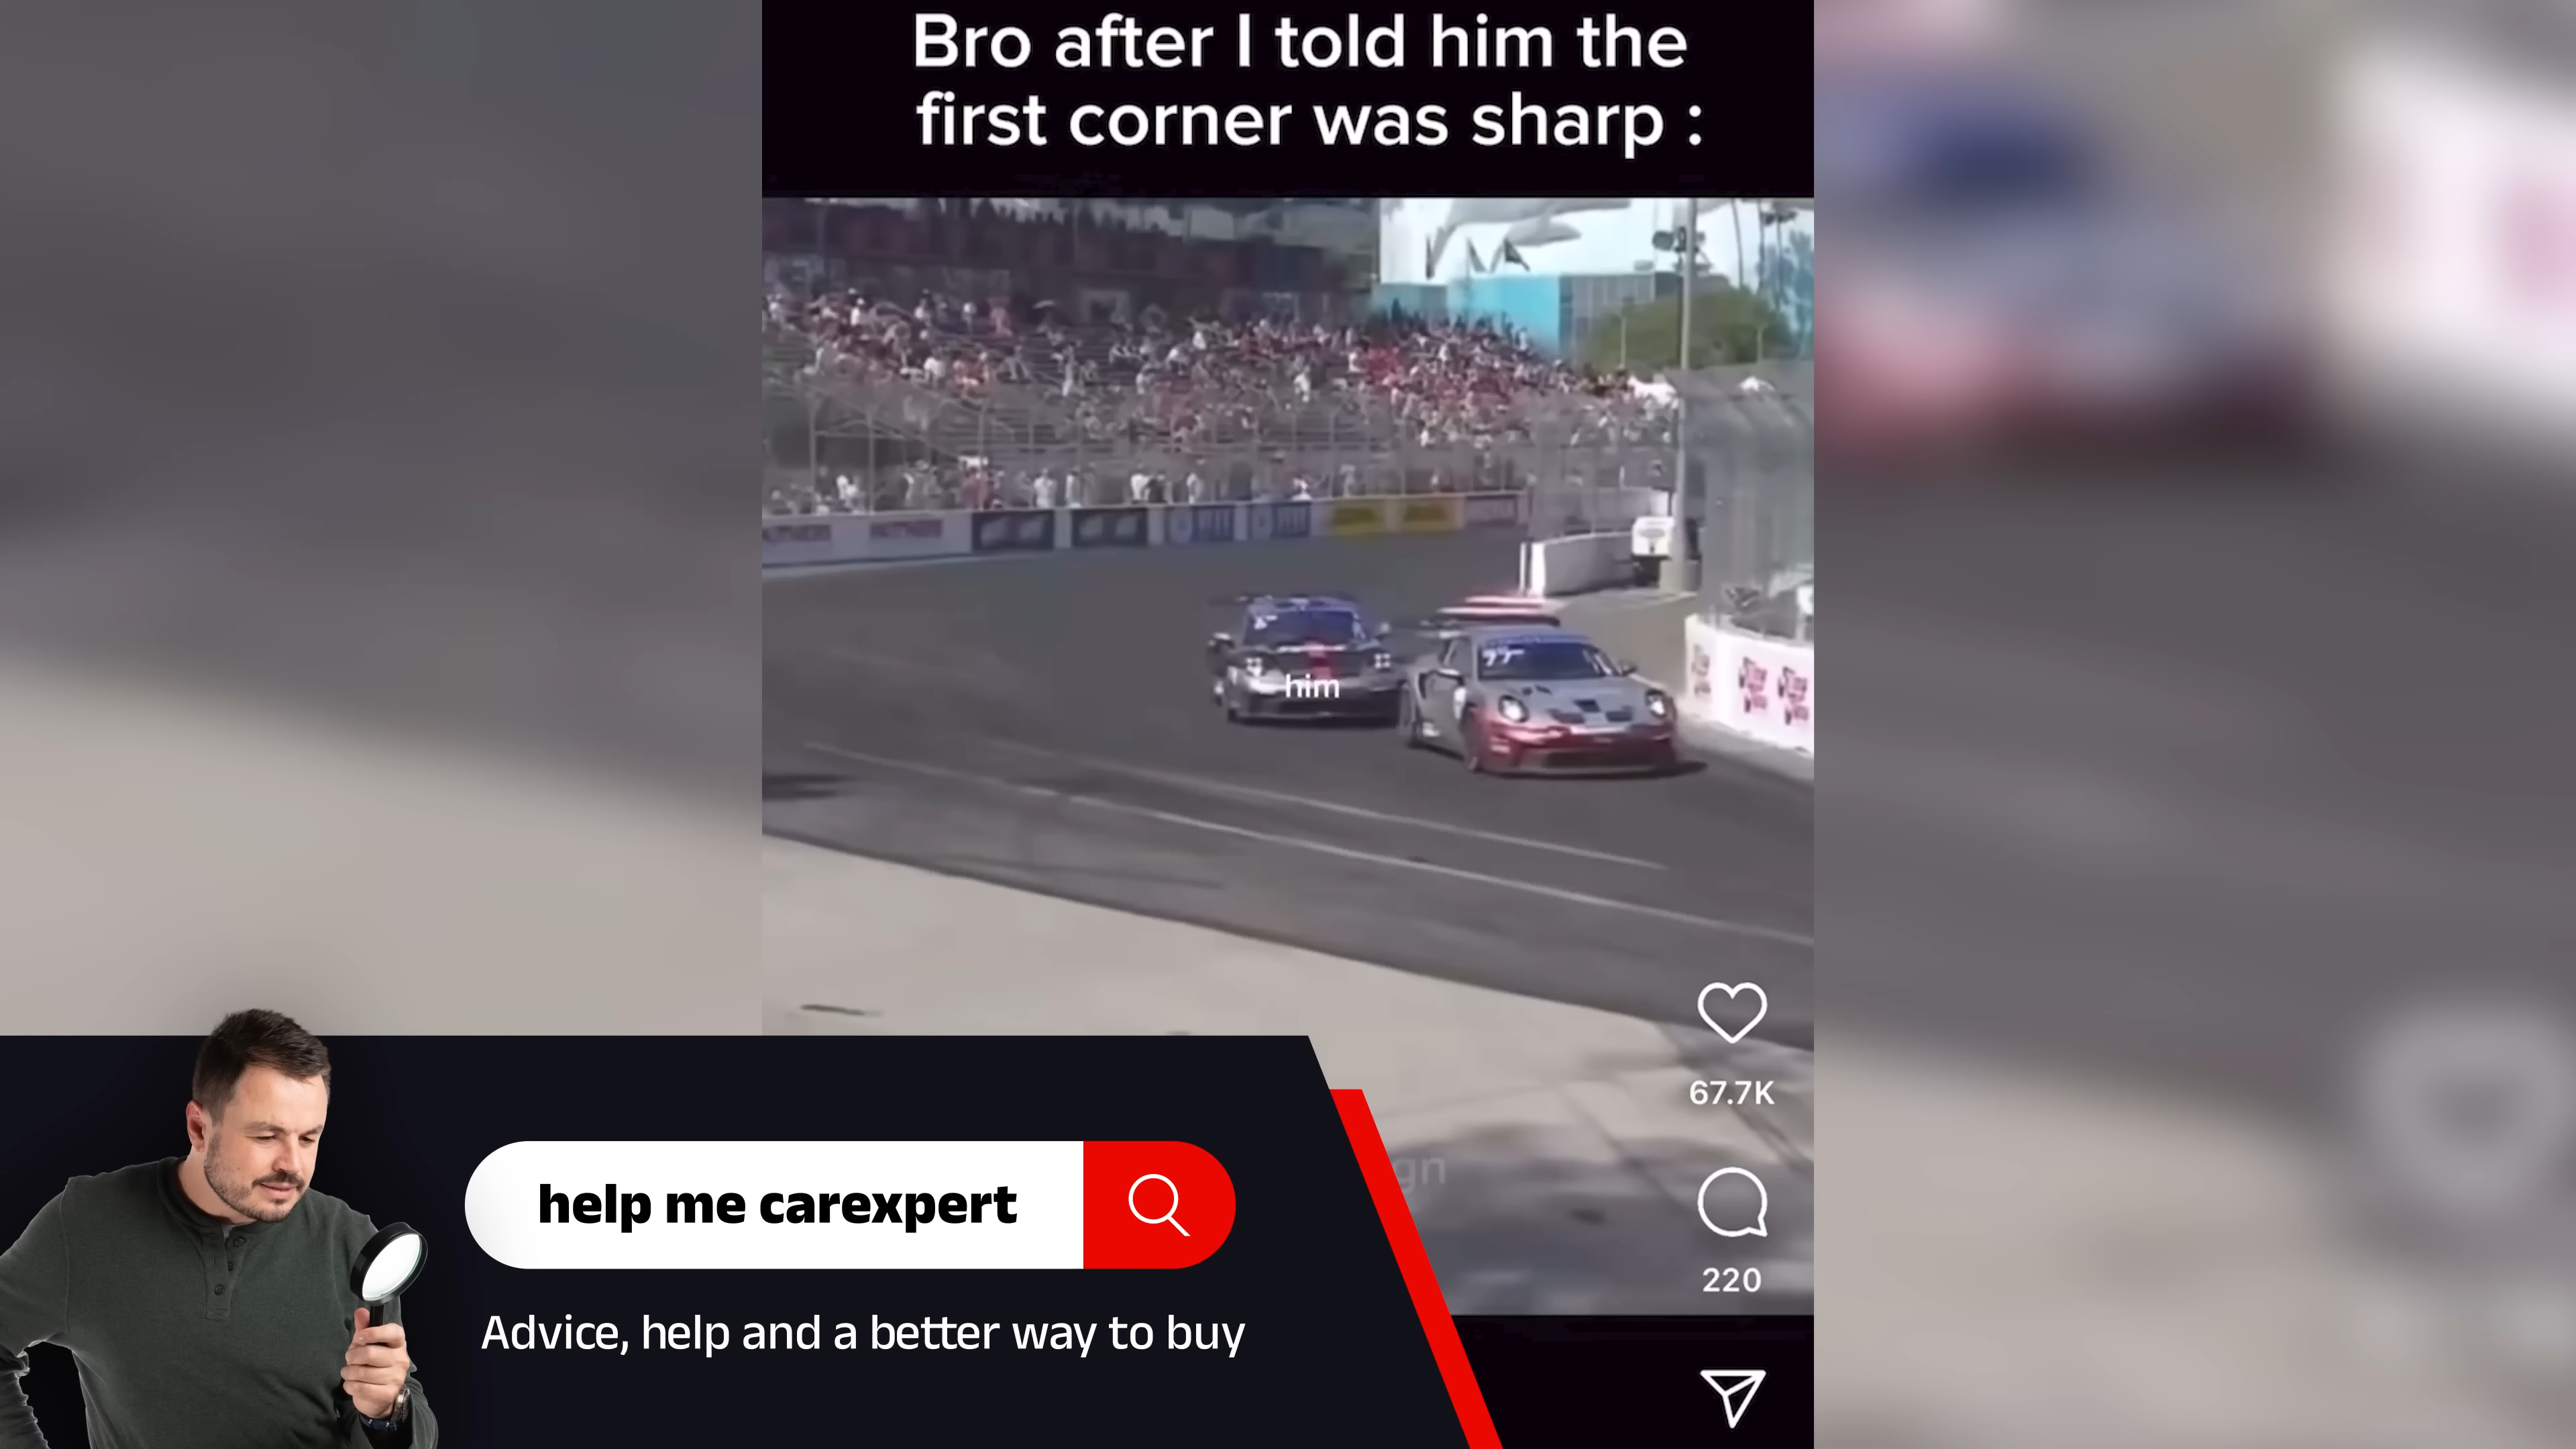 Bro after I told him the
first corner was sharp :
him
67.7K
gn
220
help me carexpert
Advice, help and a better way to buy